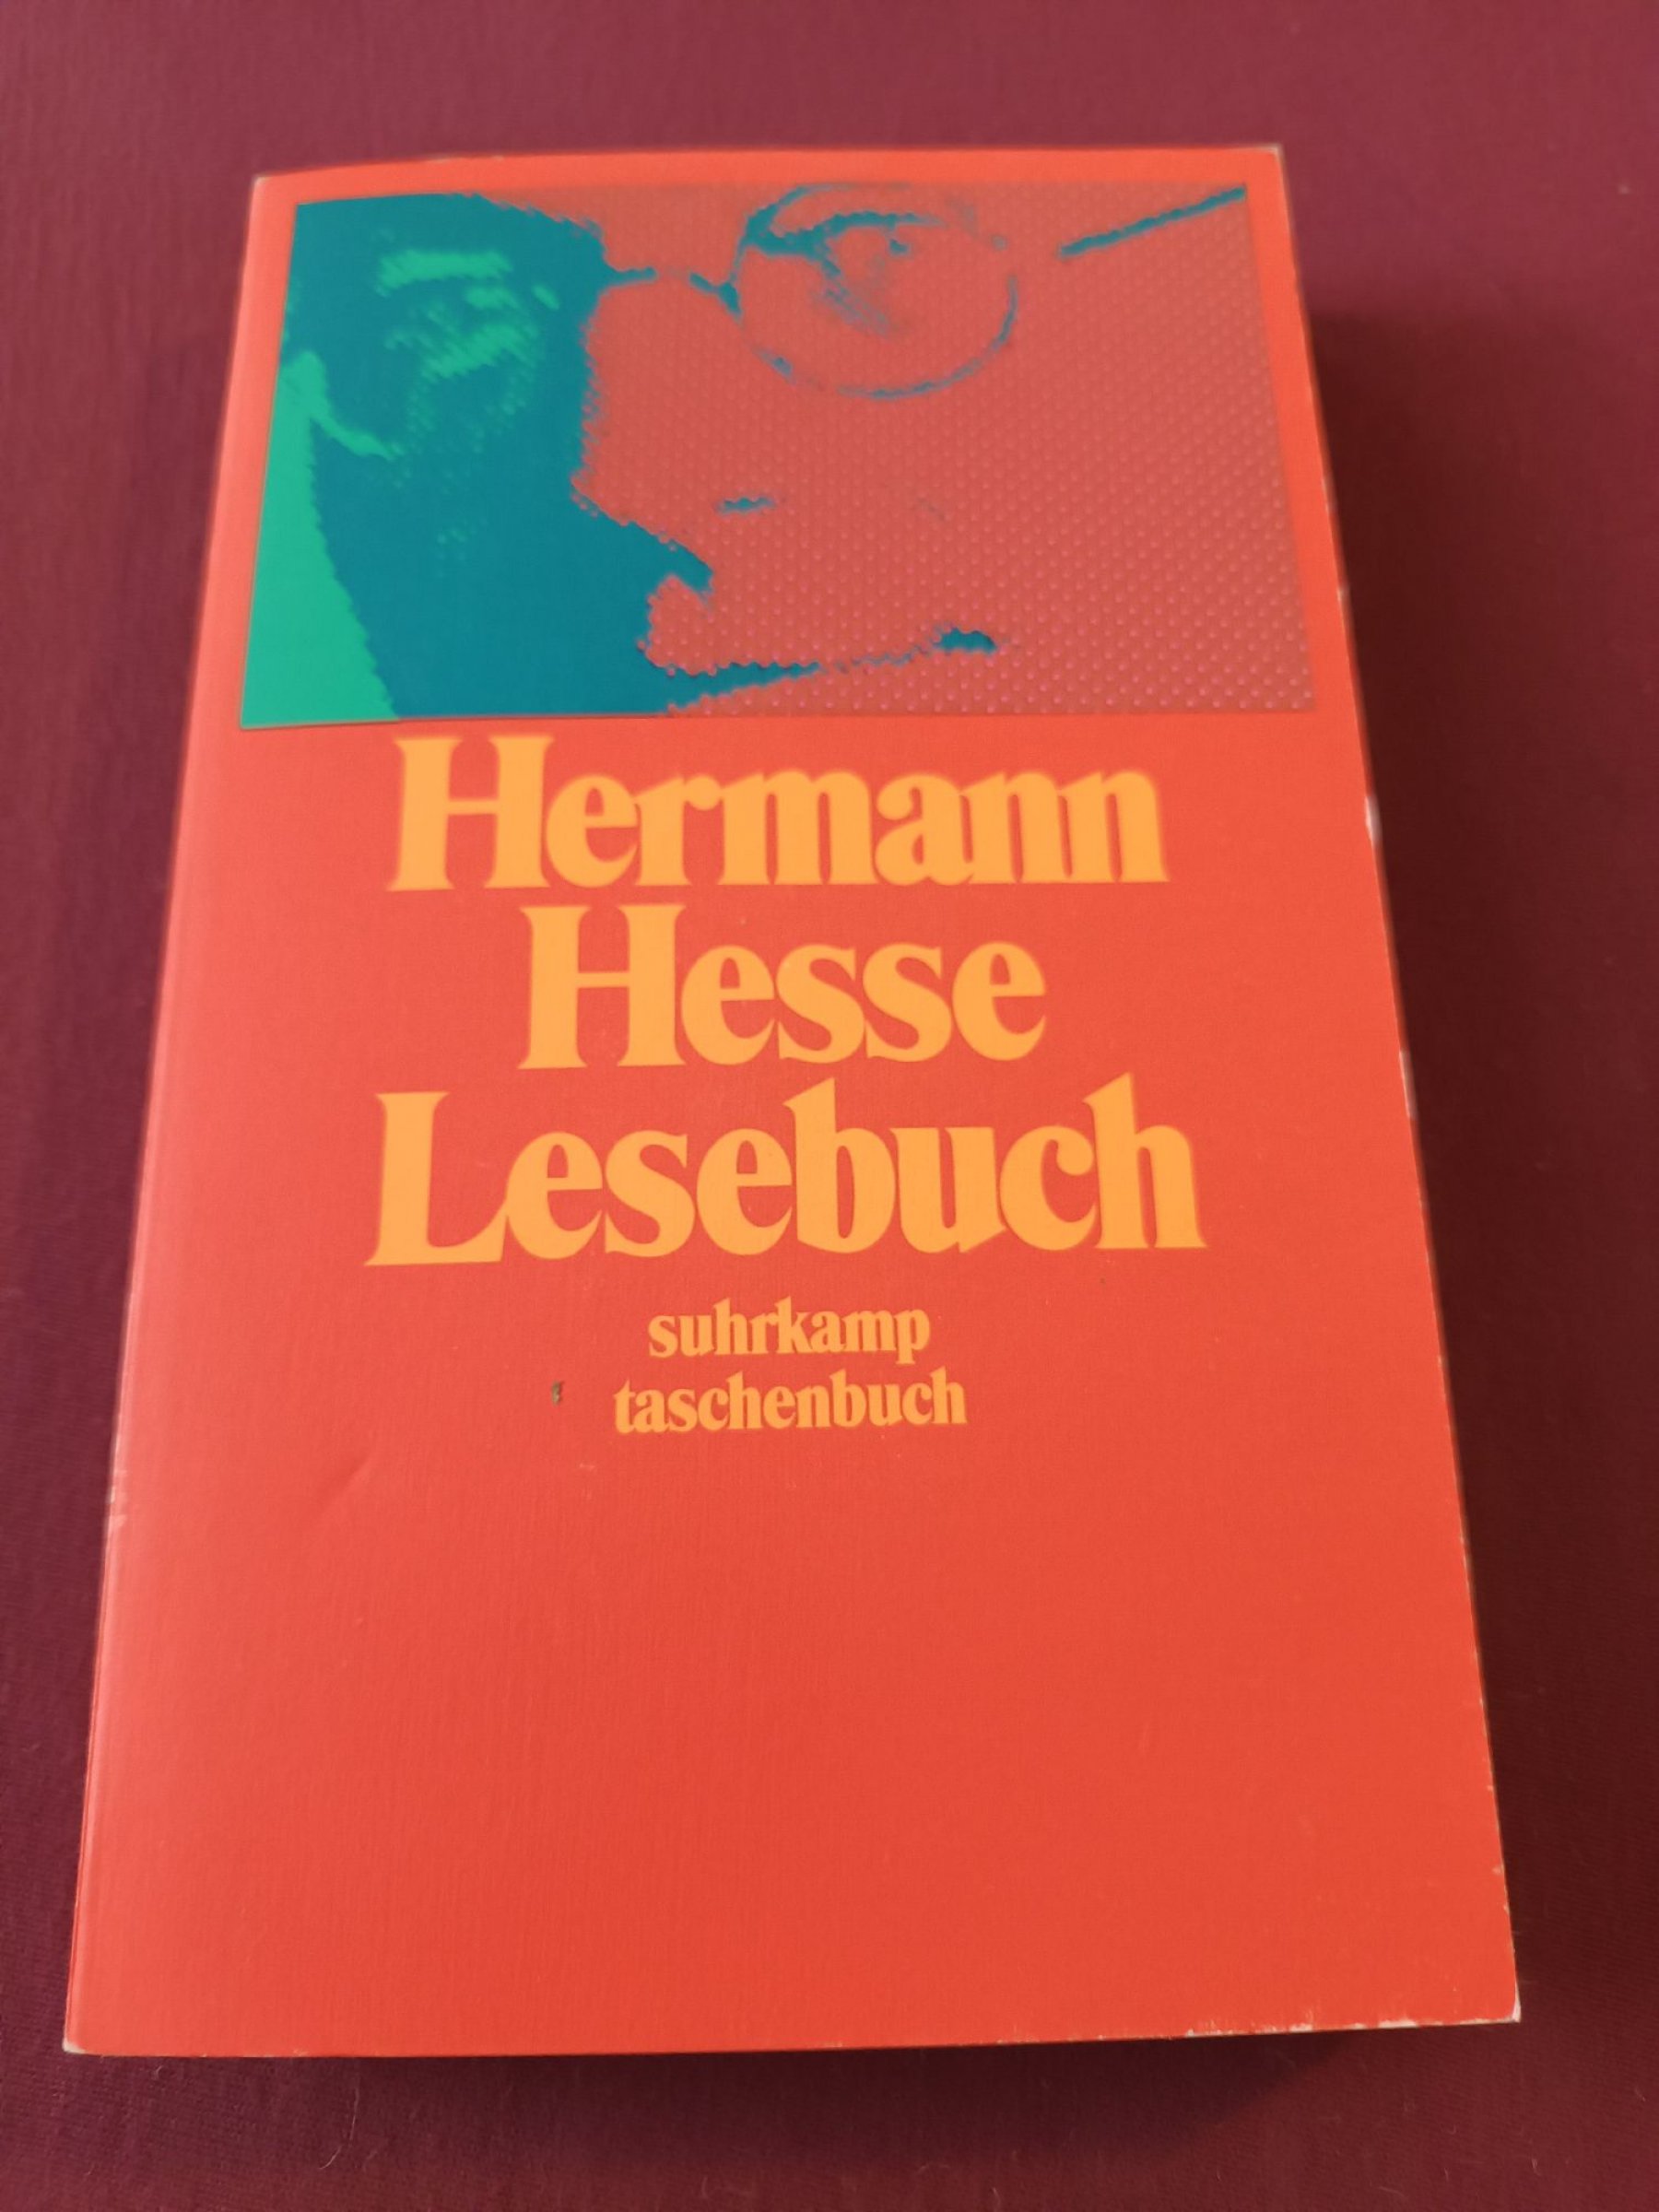 Hermann
Hesse
Lesebuch
suhrkamp
taschenbuch